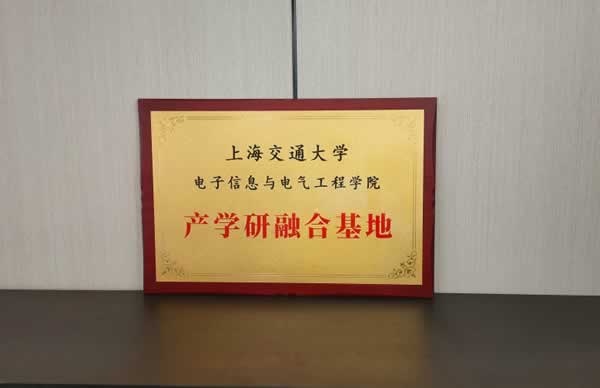 上海交通大学
电子信息与电气工程学院
产学研融合基地